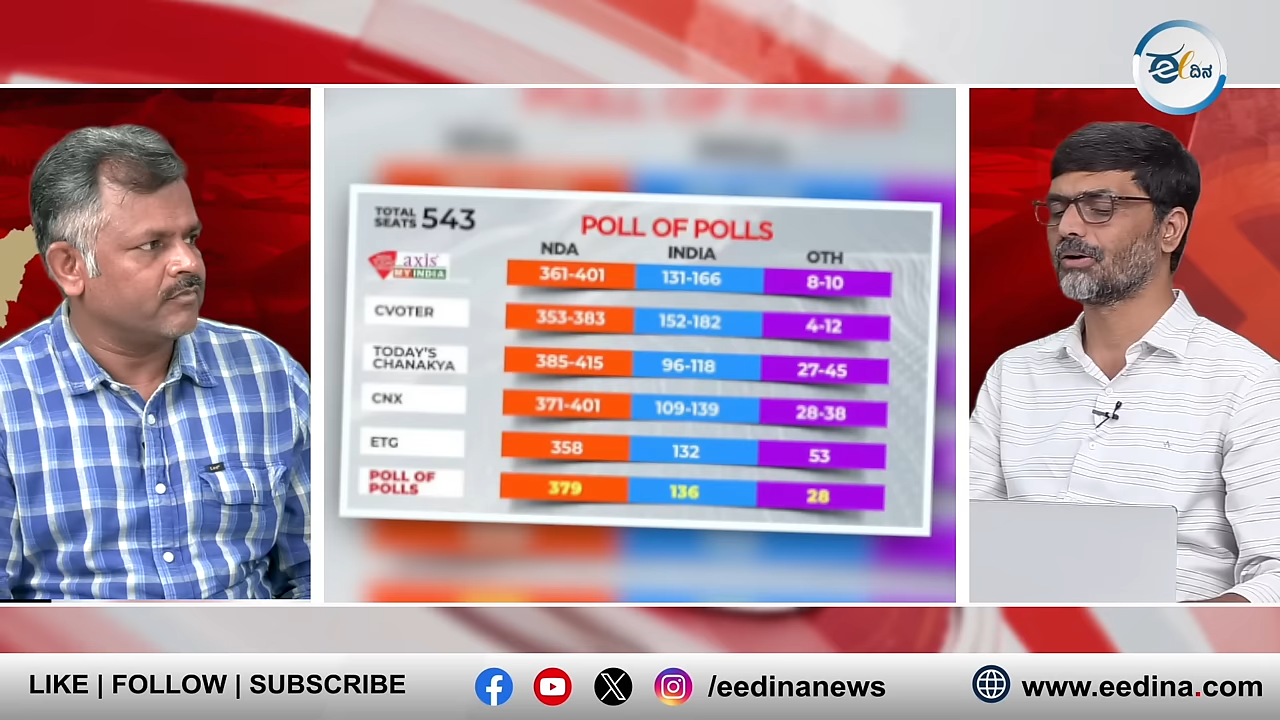 ಈ ದಿನ
TOTAL SEATS 543
POLL OF POLLS
NDA INDIA OTH
axis MY INDIA 361-401 131-166 8-10
CVOTER 353-383 152-182 4-12
TODAY'S CHANAKYA 385-415 96-118 27-45
CNX 371-401 109-139 28-38
ETG 358 132 53
POLL OF POLLS 379 136 28
LIKE | FOLLOW | SUBSCRIBE /eedinanews www.eedina.com